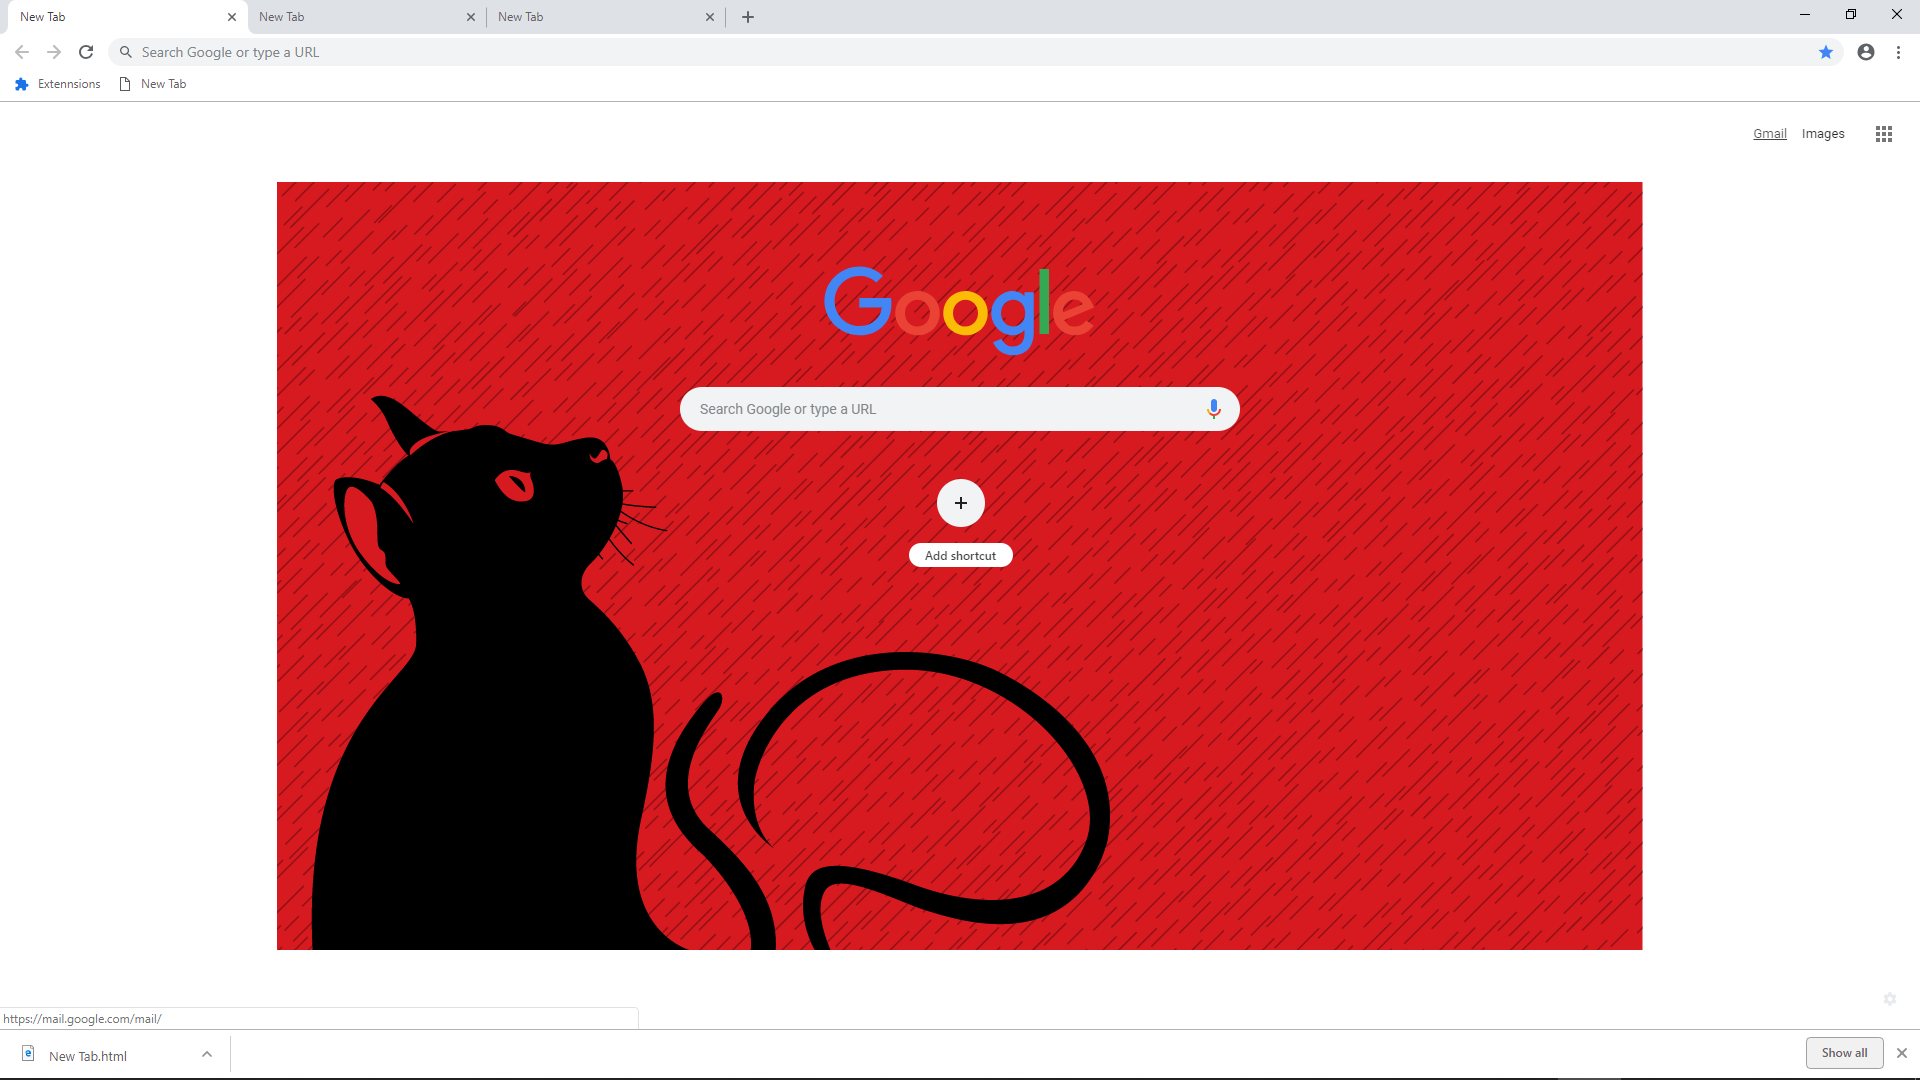 New Tab
New Tab
New Tab
Search Google or type a URL
Extennsions
New Tab
Gmail
Images
Google
Search Google or type a URL
Add shortcut
https://mail.google.com/mail/
New Tab.html
Show all